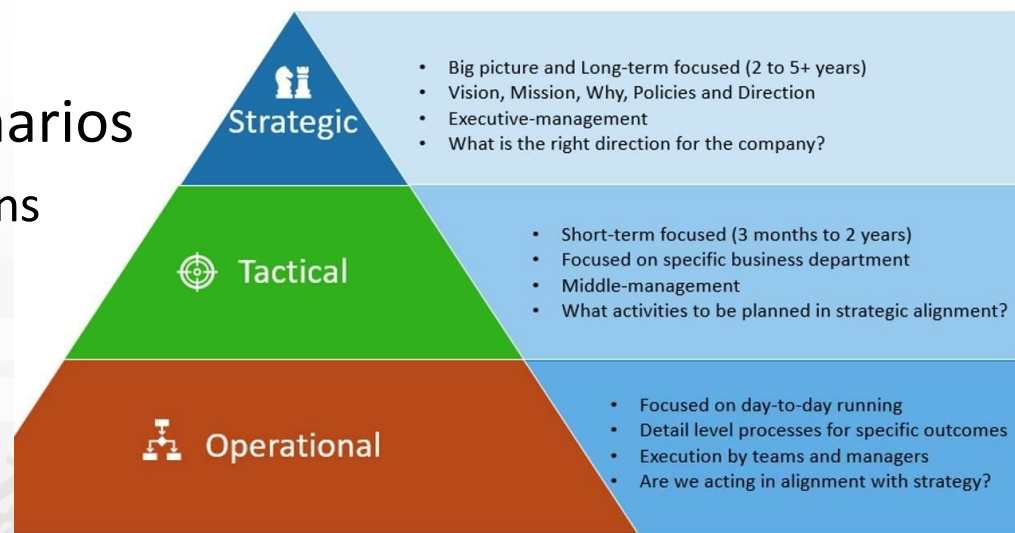 narios
ns
Strategic
• Big picture and Long-term focused (2 to 5+ years)
• Vision, Mission, Why, Policies and Direction
• Executive-management
• What is the right direction for the company?
Tactical
• Short-term focused (3 months to 2 years)
• Focused on specific business department
• Middle-management
• What activities to be planned in strategic alignment?
Operational
• Focused on day-to-day running
• Detail level processes for specific outcomes
• Execution by teams and managers
• Are we acting in alignment with strategy?